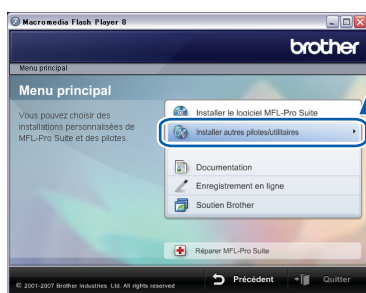 Macromedia Flash Player 8
brother
Menu principal
Menu principal
Vous pouvez choisir des
installations personnalisées de
MFL-Pro Suite et des pilotes.
Installer le logiciel MFL-Pro Suite
Installer autres pilotes/utilitaires
Documentation
Enregistrement en ligne
Soutien Brother
Réparer MFL-Pro Suite
© 2001-2007 Brother Industries Ltd. All rights reserved
Précédent
Quitter